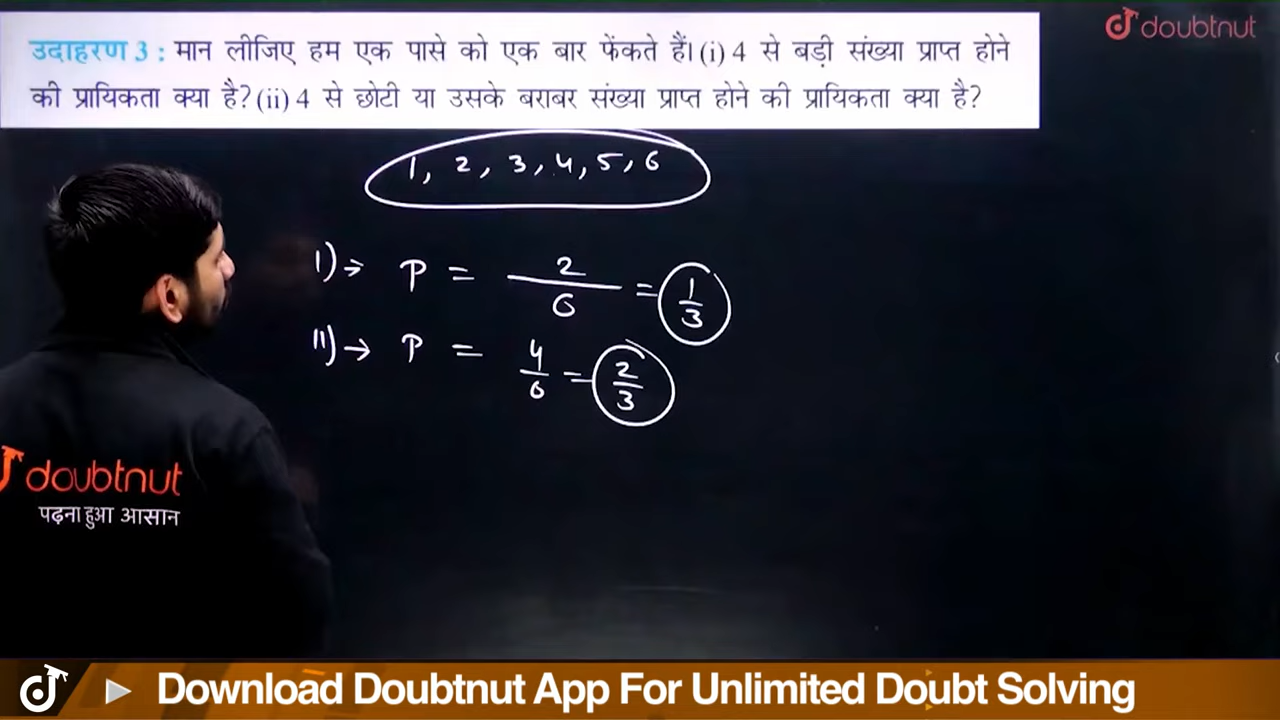 उदाहरण 3 : मान लीजिए हम एक पासे को एक बार फेंकते हैं। (i) 4 से बड़ी संख्या प्राप्त होने
की प्रायिकता क्या है? (ii) 4 से छोटी या उसके बराबर संख्या प्राप्त होने की प्रायिकता क्या है?
doubtnut
1, 2, 3, 4, 5, 6
I)→ P = 2/6 = 1/3
II)→ P = 4/6 = 2/3
doubtnut
पढ़ना हुआ आसान
Download Doubtnut App For Unlimited Doubt Solving